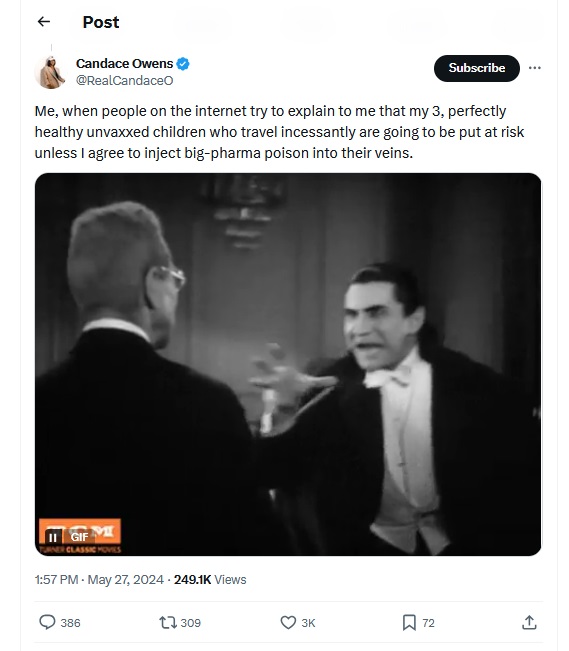 Post
Candace Owens
@RealCandaceO
Subscribe
Me, when people on the internet try to explain to me that my 3, perfectly
healthy unvaxxed children who travel incessantly are going to be put at risk
unless I agree to inject big-pharma poison into their veins.
TCM
GIF
TURNER CLASSIC MOVIES
1:57 PM · May 27, 2024 · 249.1K Views
386
309
3K
72